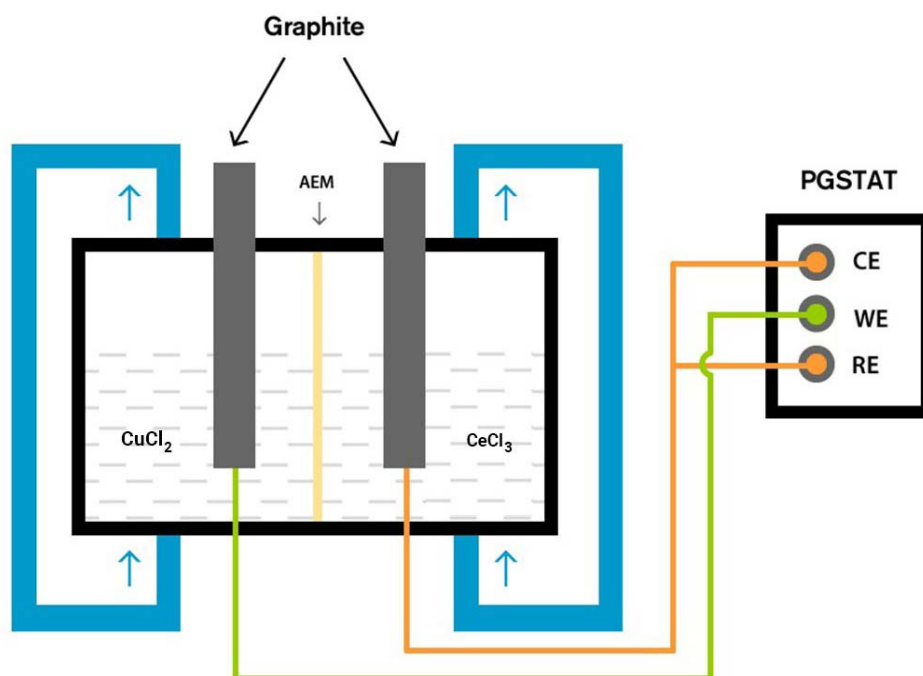 Graphite
AEM
PGSTAT
CE
WE
RE
CuCl₂
CeCl₃